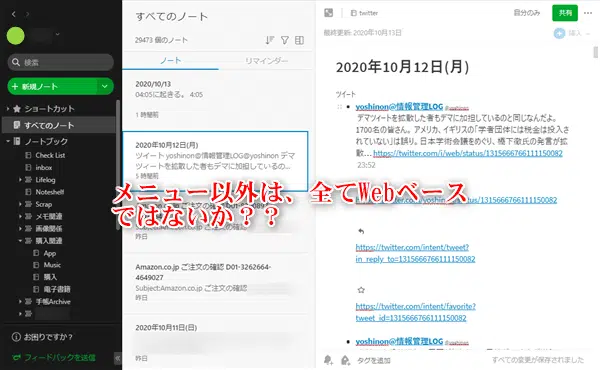 検索
新規ノート
ショートカット
すべてのノート
ノートブック
Check List
inbox
Lifelog
Noteshelf
Scrap
メモ関連
画像関係
購入関連
App
Music
購入
電子書籍
手帳Archive
お困りですか?
フィードバックを送信
すべてのノート
29473 個のノート
ノート
リマインダー
2020/10/13
04:05に起きる。 4:05
1 時間前
2020年10月12日(月)
ツイート yoshinon@情報管理LOG@yoshinon デマ
ツイートを拡散した者もデマに加担しているの...
5 時間前
メニュー以外は、全てWebベース
ではないか？？
昨日
Amazon.co.jp ご注文の確認 D01-3262664-
4649027
Subject:Amazon.co.jp ご注文の確認
昨日
2020年10月11日(日)
昨日
twitter
自分のみ
共有
最終更新: 2020年10月13日
挿入
2020年10月12日(月)
ツイート
yoshinon@情報管理LOG @yoshinon
デマツイートを拡散した者もデマに加担しているのと同じなんだよ。
1700名の皆さん。アメリカ、イギリスの「学者団体には税金は投入さ
れていない」は誤り。日本学術会議をめぐり、橋下徹氏の発言が拡
散… https://twitter.com/i/web/status/1315666766111150082
23:52
https://twitter.com/intent/tweet?
in_reply_to=1315666766111150082
https://twitter.com/intent/favorite?
tweet_id=1315666766111150082
yoshinon@情報管理LOG @yoshinon
タグを追加
すべての変更が保存されました